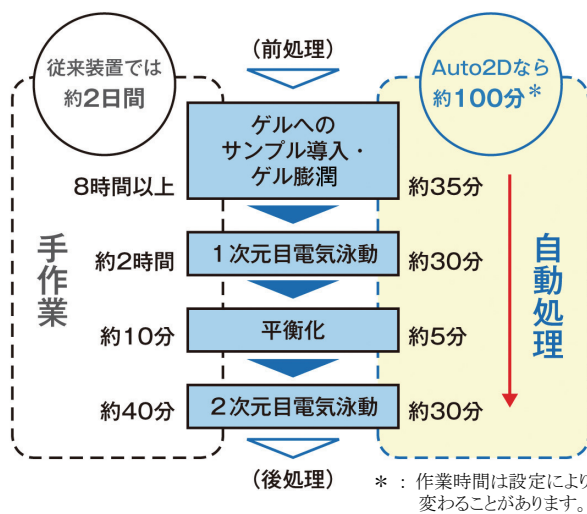 (前処理)
従来装置では
約2日間
Auto2Dなら
約100分*
ゲルへの
サンプル導入・
ゲル膨潤
8時間以上
約35分
手作業
自動処理
約2時間
1次元目電気泳動
約30分
約10分
平衡化
約5分
約40分
2次元目電気泳動
約30分
(後処理)
* : 作業時間は設定により
変わることがあります。